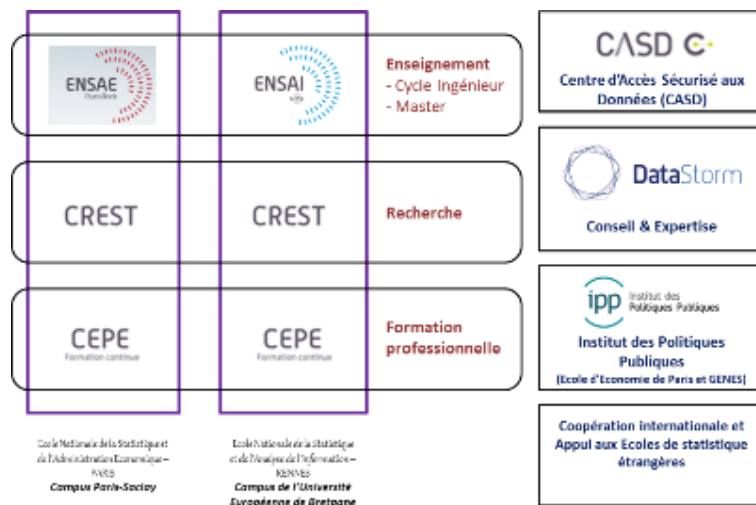 ENSAE
ParisTech
ENSAI
Enseignement
- Cycle Ingénieur
- Master
CREST
CREST
Recherche
CEPE
Formation continue
CEPE
Formation continue
Formation
professionnelle
Ecole Nationale de la Statistique et
de l'Administration Economique –
PARIS
Campus Paris-Saclay
Ecole Nationale de la Statistique
et de l'Analyse de l'Information –
RENNES
Campus de l'Université
Européenne de Bretagne
CASD
Centre d'Accès Sécurisé aux
Données (CASD)
DataStorm
Conseil & Expertise
ipp
Institut des
Politiques Publiques
Institut des Politiques
Publiques
(Ecole d'Economie de Paris et GENES)
Coopération internationale et
Appui aux Ecoles de statistique
étrangères